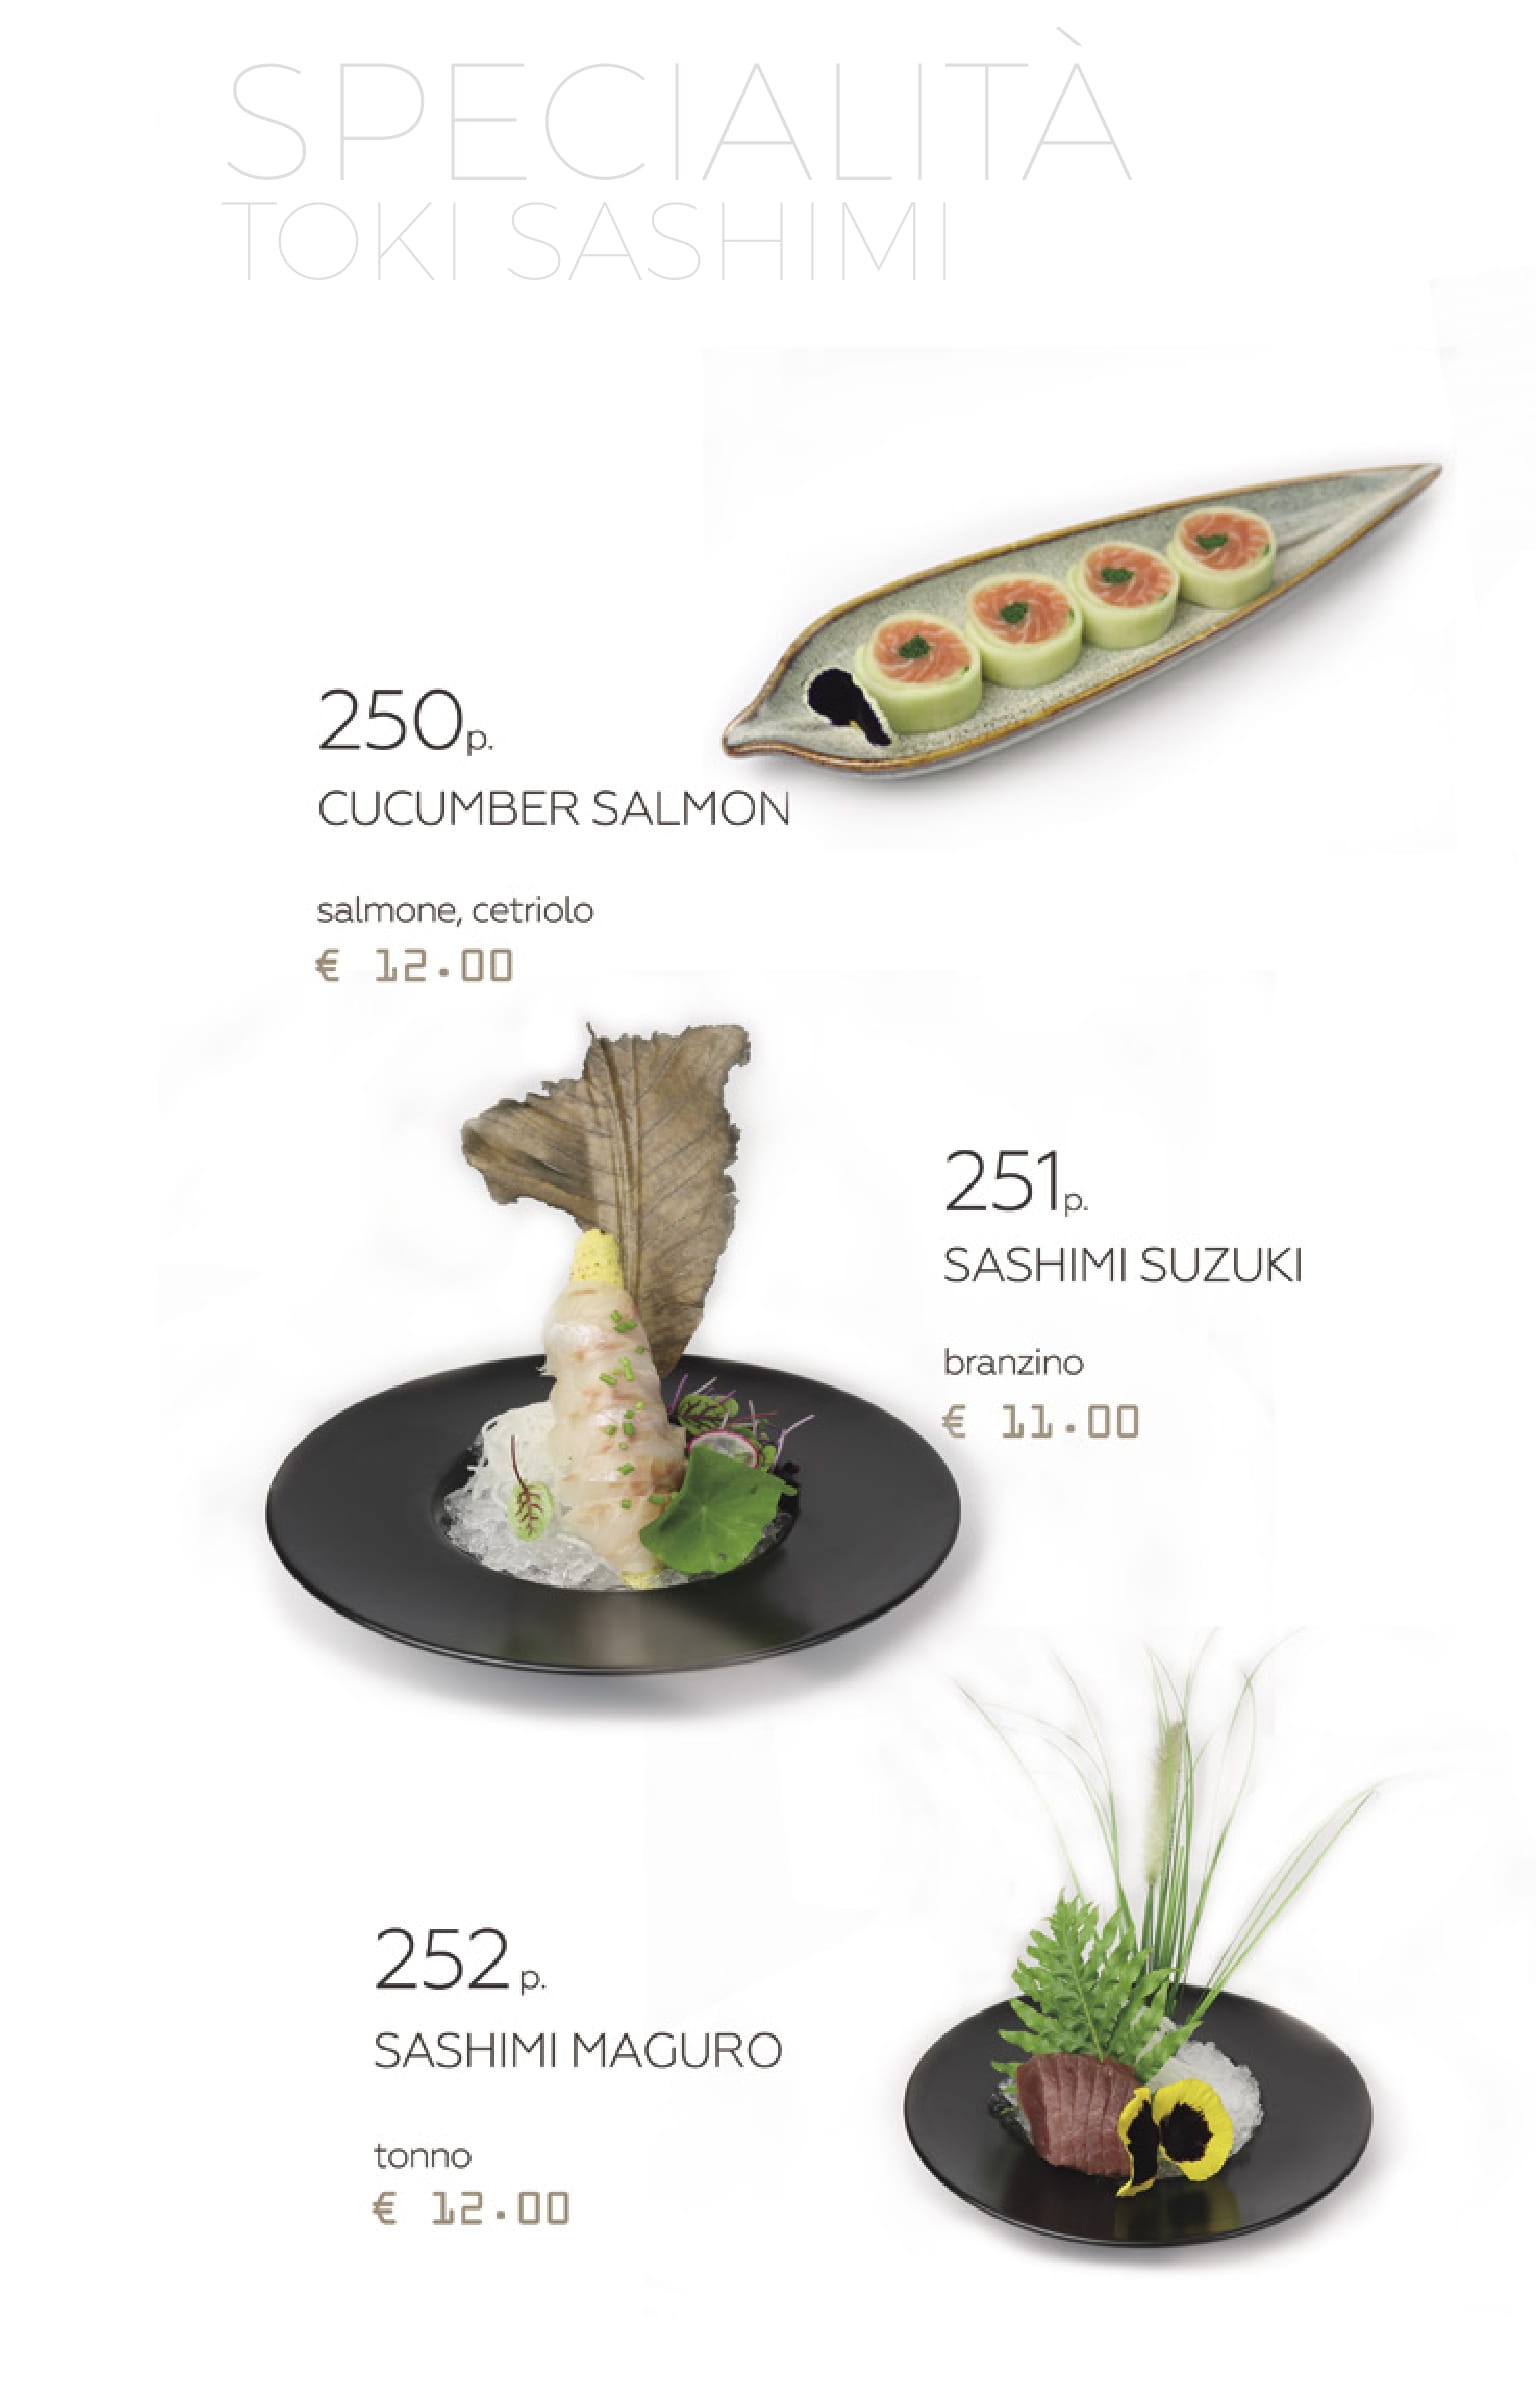 SPECIALITÀ
TOKI SASHIMI
250p.
CUCUMBER SALMON
salmone, cetriolo
€ 12.00
251p.
SASHIMI SUZUKI
branzino
€ 11.00
252 p.
SASHIMI MAGURO
tonno
€ 12.00